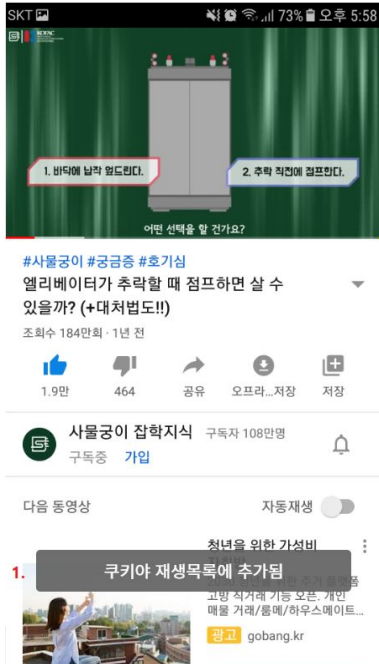 SKT 73% 오후 5:58
KOFAC
1. 바닥에 납작 엎드린다.
2. 추락 직전에 점프한다.
어떤 선택을 할 건가요?
#사물궁이 #궁금증 #호기심
엘리베이터가 추락할 때 점프하면 살 수
있을까? (+대처법도!!)
조회수 184만회 · 1년 전
1.9만 464 공유 오프라...저장 저장
사물궁이 잡학지식 구독자 108만명
구독중 가입
다음 동영상 자동재생
청년을 위한 가성비
1. 쿠키야 재생목록에 추가됨
고방 직거래 기능 오픈. 개인
매물 거래/룸메/하우스메이트...
광고 gobang.kr